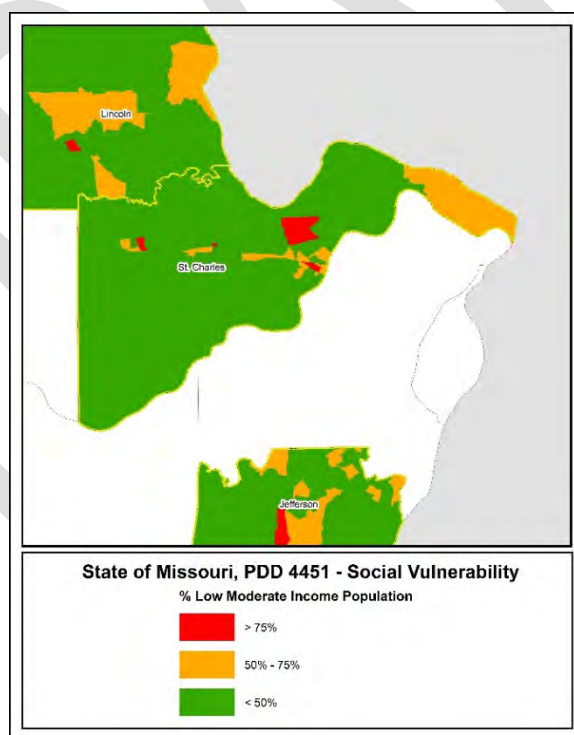 Lincoln
St. Charles
Jefferson
State of Missouri, PDD 4451 - Social Vulnerability
% Low Moderate Income Population
> 75%
50% - 75%
< 50%